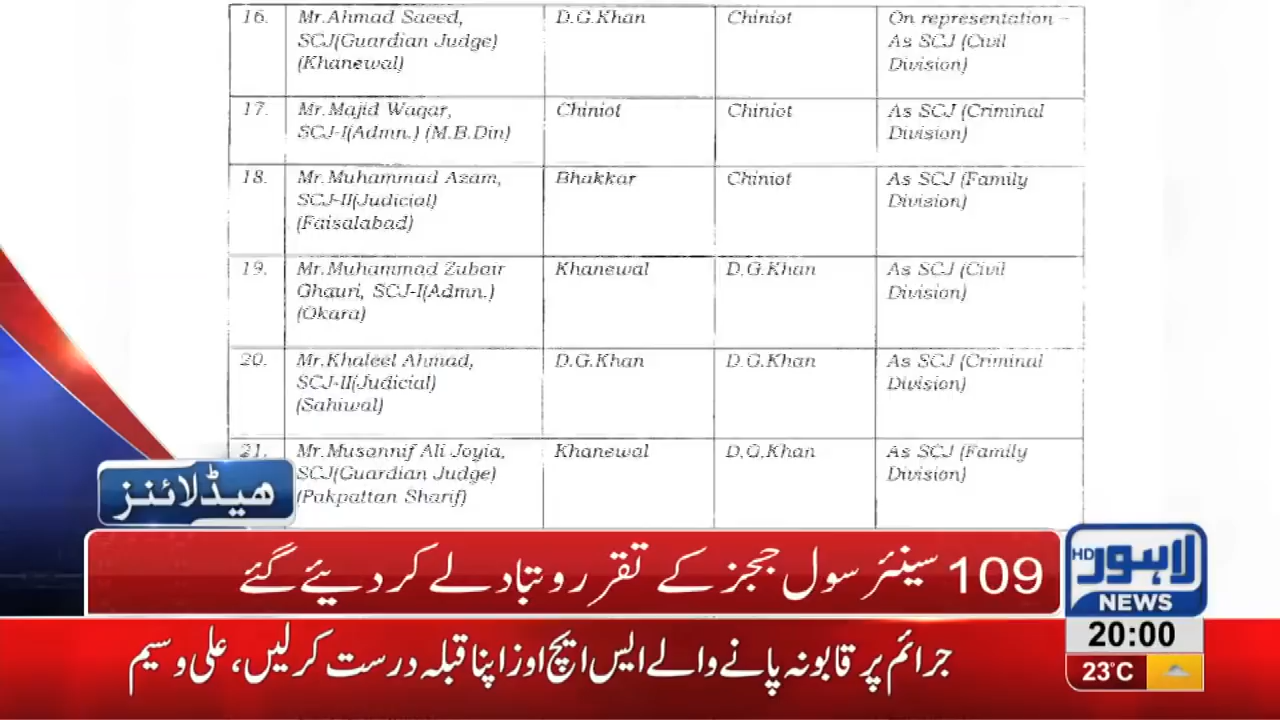 16. Mr.Ahmad Saeed, D.G.Khan Chiniot On representation –
SCJ(Guardian Judge) As SCJ (Civil
(Khanewal) Division)
17. Mr.Majid Waqar, Chiniot Chiniot As SCJ (Criminal
SCJ-I(Admn.) (M.B.Din) Division)
18. Mr.Muhammad Azam, Bhakkar Chiniot As SCJ (Family
SCJ-II(Judicial) Division)
(Faisalabad)
19. Mr.Muhammad Zubair Khanewal D.G.Khan As SCJ (Civil
Ghauri, SCJ-I(Admn.) Division)
(Okara)
20. Mr.Khaleel Ahmad, D.G.Khan D.G.Khan As SCJ (Criminal
SCJ-II(Judicial) Division)
(Sahiwal)
21. Mr.Musannif Ali Joyia, Khanewal D.G.Khan As SCJ (Family
SCJ(Guardian Judge) Division)
(Pakpattan Sharif)
ھیڈلائنز
109 سینئر سول ججز کے تقررو تبادلے کر دیئے گئے
لاہور HD
NEWS
20:00
23°C
جرائم پر قابو نہ پانے والے ایس ایچ اوز اپنا قبلہ درست کرلیں، علی وسیم